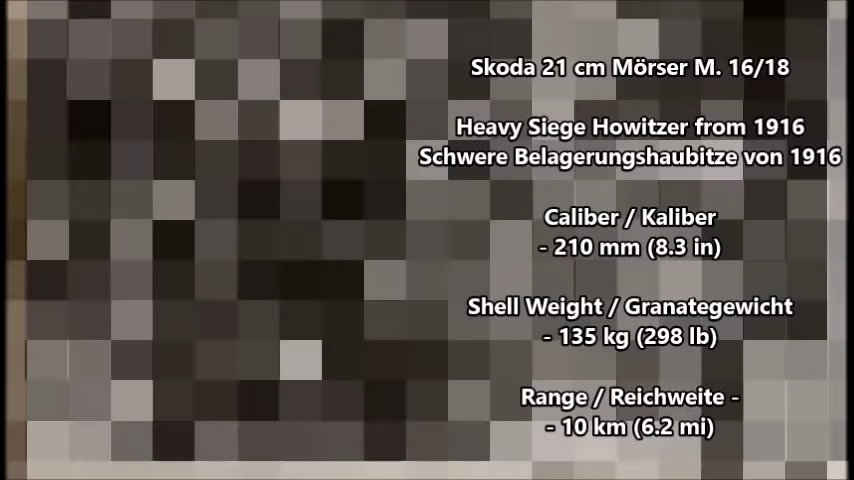 Skoda 21 cm Mörser M. 16/18
Heavy Siege Howitzer from 1916
Schwere Belagerungshaubitze von 1916
Caliber / Kaliber
- 210 mm (8.3 in)
Shell Weight / Granategewicht
- 135 kg (298 lb)
Range / Reichweite -
- 10 km (6.2 mi)